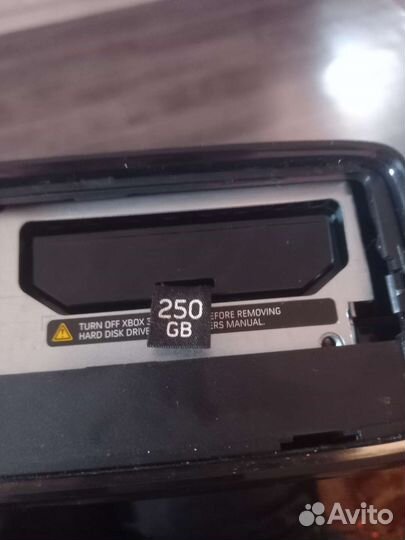 250
GB
TURN OFF XBOX 3 EFORE REMOVING
HARD DISK DRIVE ERS MANUAL.
Avito